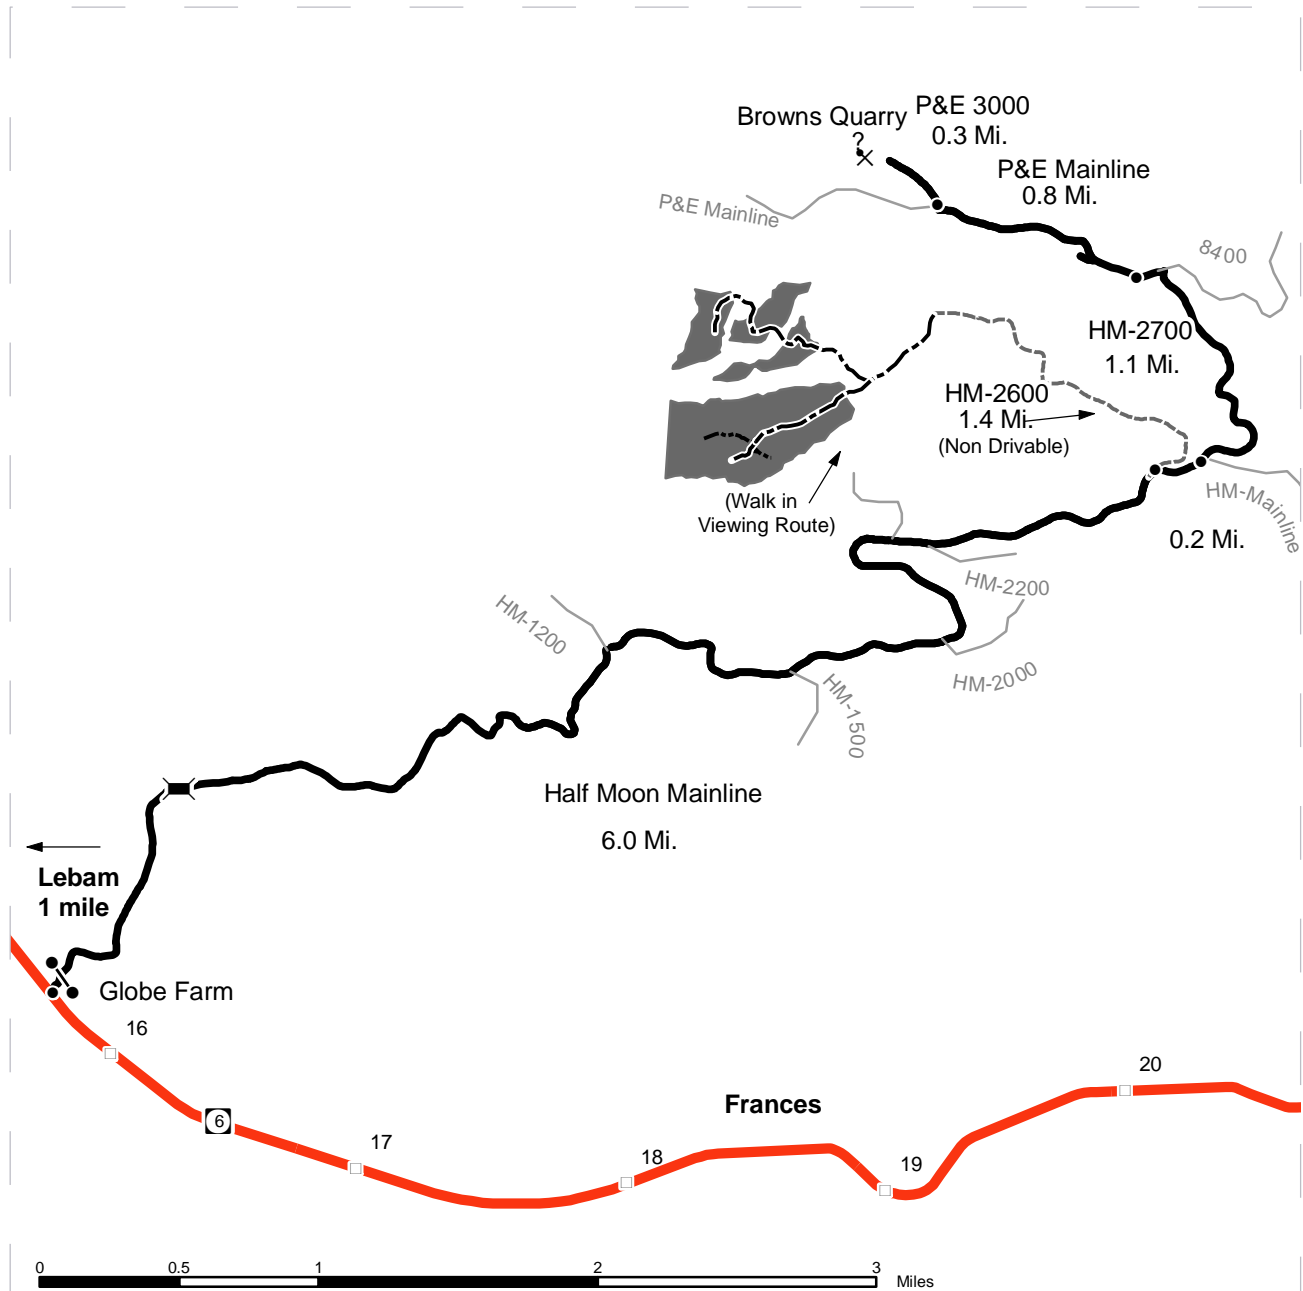 Browns Quarry
?
P&E 3000
0.3 Mi.
P&E Mainline
0.8 Mi.
P&E Mainline
8400
HM-2700
1.1 Mi.
HM-2600
1.4 Mi.
(Non Drivable)
(Walk in
Viewing Route)
HM-Mainline
0.2 Mi.
HM-2200
HM-1200
HM-2000
HM-1500
Half Moon Mainline
6.0 Mi.
Lebam
1 mile
Globe Farm
16
6
17
Frances
18
19
20
0 0.5 1 2 3 Miles